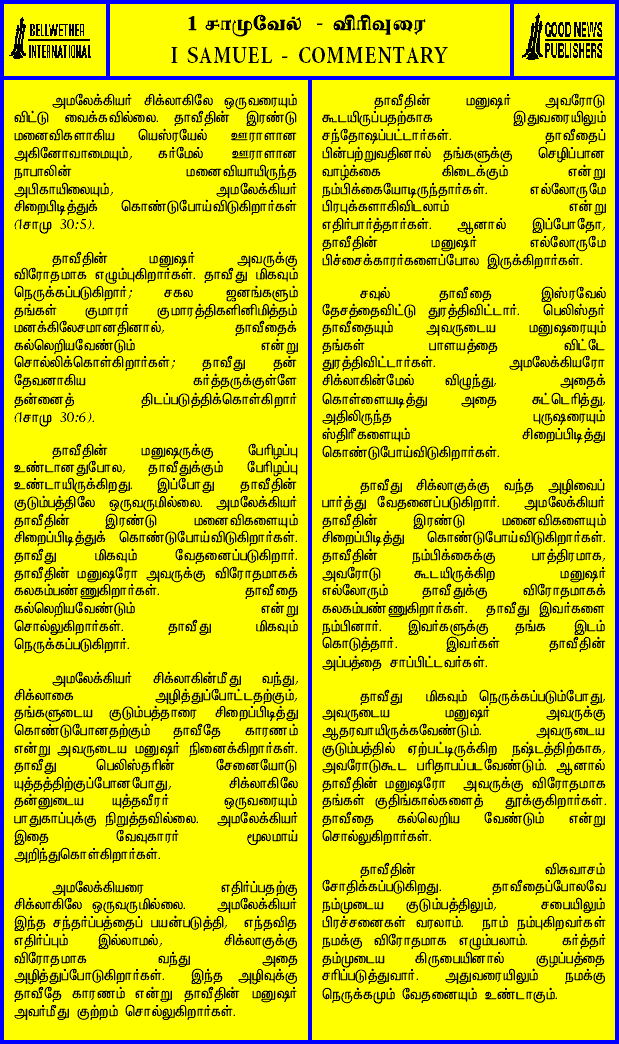 BELLWETHER
INTERNATIONAL
1 சாமுவேல் - விரிவுரை
I SAMUEL - COMMENTARY
GOOD NEWS
PUBLISHERS
அமலேக்கியர் சிக்லாகிலே ஒருவரையும்
விட்டு வைக்கவில்லை. தாவீதின் இரண்டு
மனைவிகளாகிய யெஸ்ரயேல் ஊராளான
அகினோவாமையும், கர்மேல் ஊராளான
நாபாலின் மனைவியாயிருந்த
அபிகாயிலையும், அமலேக்கியர்
சிறைபிடித்துக் கொண்டுபோய்விடுகிறார்கள்
(1சாமு 30:5).
தாவீதின் மனுஷர் அவருக்கு
விரோதமாக எழும்புகிறார்கள். தாவீது மிகவும்
நெருக்கப்படுகிறார்; சகல ஜனங்களும்
தங்கள் குமாரர் குமாரத்திகளினிமித்தம்
மனக்கிலேசமானதினால், தாவீதைக்
கல்லெறியவேண்டும் என்று
சொல்லிக்கொள்கிறார்கள்; தாவீது தன்
தேவனாகிய கர்த்தருக்குள்ளே
தன்னைத் திடப்படுத்திக்கொள்கிறார்
(1சாமு 30:6).
தாவீதின் மனுஷருக்கு பேரிழப்பு
உண்டானதுபோல, தாவீதுக்கும் பேரிழப்பு
உண்டாயிருக்கிறது. இப்போது தாவீதின்
குடும்பத்திலே ஒருவருமில்லை. அமலேக்கியர்
தாவீதின் இரண்டு மனைவிகளையும்
சிறைபிடித்துக் கொண்டுபோய்விடுகிறார்கள்.
தாவீது மிகவும் வேதனைப்படுகிறார்.
தாவீதின் மனுஷரோ அவருக்கு விரோதமாகக்
கலகம்பண்ணுகிறார்கள். தாவீதை
கல்லெறியவேண்டும் என்று
சொல்லுகிறார்கள். தாவீது மிகவும்
நெருக்கப்படுகிறார்.
அமலேக்கியர் சிக்லாகின்மீது வந்து,
சிக்லாகை அழித்துப்போட்டதற்கும்,
தங்களுடைய குடும்பத்தாரை சிறைப்பிடித்து
கொண்டுபோனதற்கும் தாவீதே காரணம்
என்று அவருடைய மனுஷர் நினைக்கிறார்கள்.
தாவீது பெலிஸ்தரின் சேனையோடு
யுத்தத்திற்குப்போனபோது, சிக்லாகிலே
தன்னுடைய யுத்தவீரர் ஒருவரையும்
பாதுகாப்புக்கு நிறுத்தவில்லை. அமலேக்கியர்
இதை வேவுகாரர் மூலமாய்
அறிந்துகொள்கிறார்கள்.
அமலேக்கியரை எதிர்ப்பதற்கு
சிக்லாகிலே ஒருவருமில்லை. அமலேக்கியர்
இந்த சந்தர்ப்பத்தைப் பயன்படுத்தி, எந்தவித
எதிர்ப்பும் இல்லாமல், சிக்லாகுக்கு
விரோதமாக வந்து அதை
அழித்துப்போடுகிறார்கள். இந்த அழிவுக்கு
தாவீதே காரணம் என்று தாவீதின் மனுஷர்
அவர்மீது குற்றம் சொல்லுகிறார்கள்.
தாவீதின் மனுஷர் அவரோடு
கூடயிருப்பதற்காக இதுவரையிலும்
சந்தோஷப்பட்டார்கள். தாவீதைப்
பின்பற்றுவதினால் தங்களுக்கு செழிப்பான
வாழ்க்கை கிடைக்கும் என்று
நம்பிக்கையோடிருந்தார்கள். எல்லோருமே
பிரபுக்களாகிவிடலாம் என்று
எதிர்பார்த்தார்கள். ஆனால் இப்போதோ,
தாவீதின் மனுஷர் எல்லோருமே
பிச்சைக்காரர்களைப்போல இருக்கிறார்கள்.
சவுல் தாவீதை இஸ்ரவேல்
தேசத்தைவிட்டு துரத்திவிட்டார். பெலிஸ்தர்
தாவீதையும் அவருடைய மனுஷரையும்
தங்கள் பாளயத்தை விட்டே
துரத்திவிட்டார்கள். அமலேக்கியரோ
சிக்லாகின்மேல் விழுந்து, அதைக்
கொள்ளையடித்து அதை சுட்டெரித்து,
அதிலிருந்த புருஷரையும்
ஸ்திரீகளையும் சிறைப்பிடித்து
கொண்டுபோய்விடுகிறார்கள்.
தாவீது சிக்லாகுக்கு வந்த அழிவைப்
பார்த்து வேதனைப்படுகிறார். அமலேக்கியர்
தாவீதின் இரண்டு மனைவிகளையும்
சிறைப்பிடித்து கொண்டுபோய்விடுகிறார்கள்.
தாவீதின் நம்பிக்கைக்கு பாத்திரமாக,
அவரோடு கூடயிருக்கிற மனுஷர்
எல்லோரும் தாவீதுக்கு விரோதமாகக்
கலகம்பண்ணுகிறார்கள். தாவீது இவர்களை
நம்பினார். இவர்களுக்கு தங்க இடம்
கொடுத்தார். இவர்கள் தாவீதின்
அப்பத்தை சாப்பிட்டவர்கள்.
தாவீது மிகவும் நெருக்கப்படும்போது,
அவருடைய மனுஷர் அவருக்கு
ஆதரவாயிருக்கவேண்டும். அவருடைய
குடும்பத்தில் ஏற்பட்டிருக்கிற நஷ்டத்திற்காக,
அவரோடுகூட பரிதாபப்படவேண்டும். ஆனால்
தாவீதின் மனுஷரோ அவருக்கு விரோதமாக
தங்கள் குதிங்கால்களைத் தூக்குகிறார்கள்.
தாவீதை கல்லெறிய வேண்டும் என்று
சொல்லுகிறார்கள்.
தாவீதின் விசுவாசம்
சோதிக்கப்படுகிறது. தாவீதைப்போலவே
நம்முடைய குடும்பத்திலும், சபையிலும்
பிரச்சனைகள் வரலாம். நாம் நம்புகிறவர்கள்
நமக்கு விரோதமாக எழும்பலாம். கர்த்தர்
தம்முடைய கிருபையினால் குழப்பத்தை
சரிப்படுத்துவார். அதுவரையிலும் நமக்கு
நெருக்கமும் வேதனையும் உண்டாகும்.